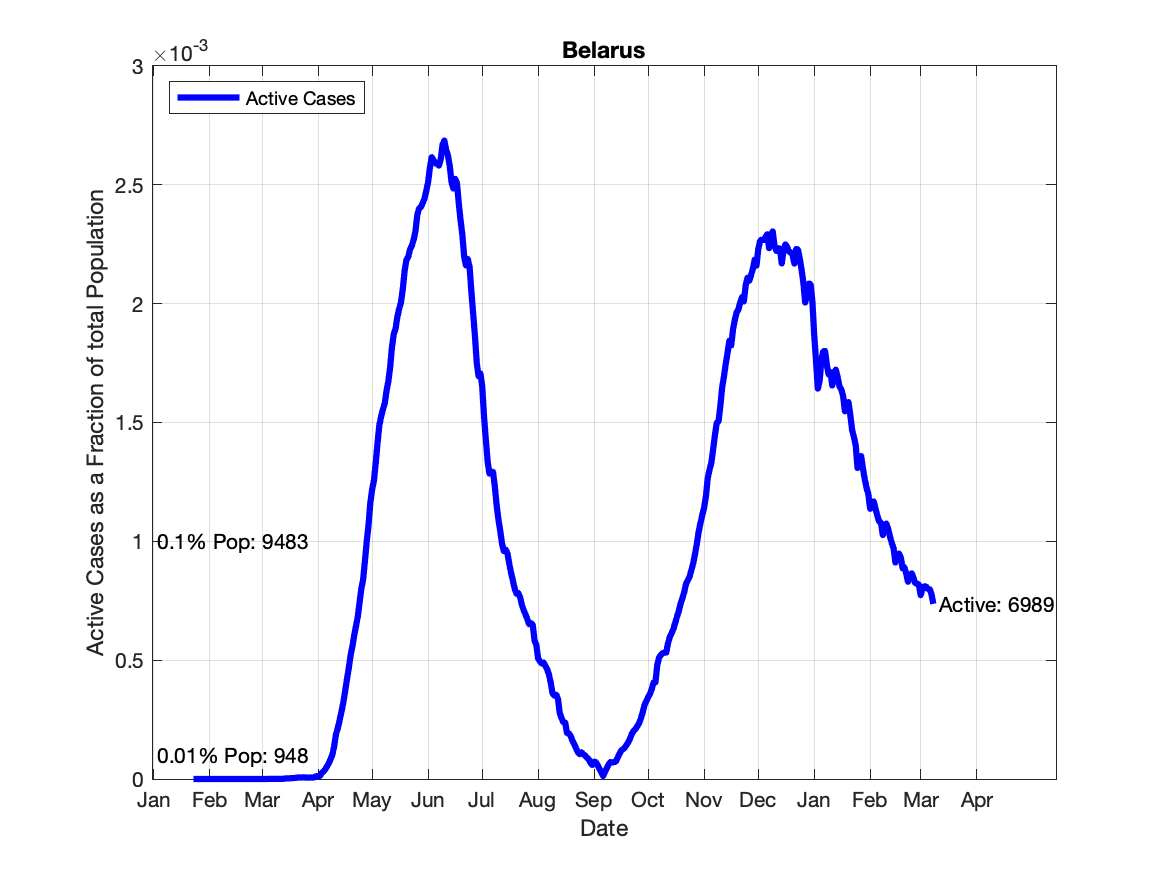 Belarus
×10-3
3
2.5
2
1.5
1
0.5
0
Active Cases
0.1% Pop: 9483
0.01% Pop: 948
Active: 6989
Active Cases as a Fraction of total Population
Jan Feb Mar Apr May Jun Jul Aug Sep Oct Nov Dec Jan Feb Mar Apr
Date